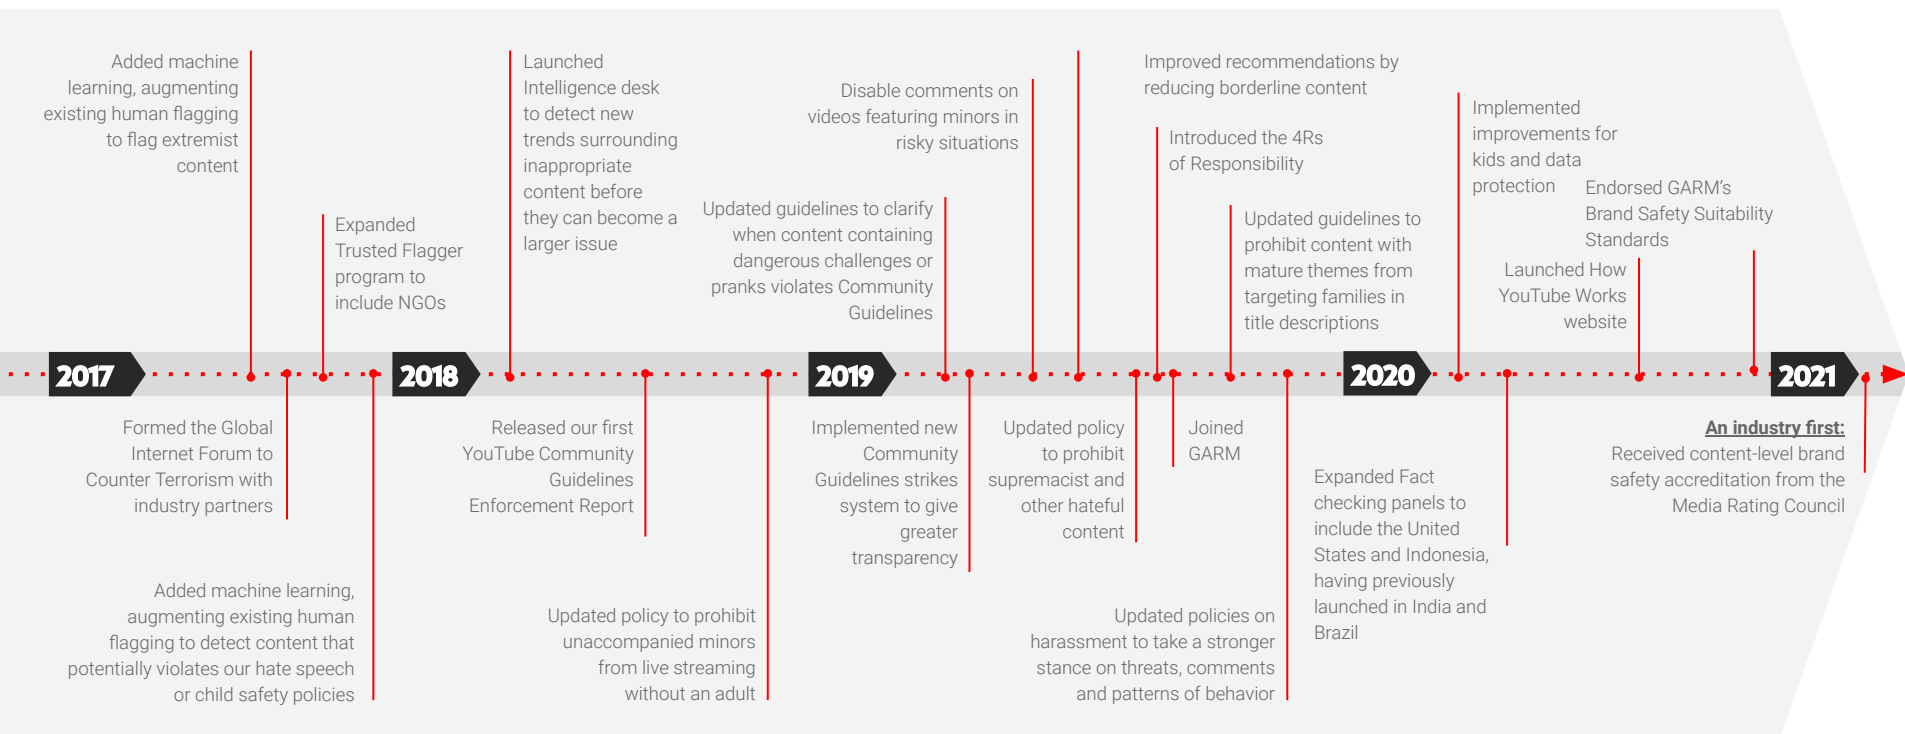 Added machine
learning, augmenting
existing human flagging
to flag extremist
content
Expanded
Trusted Flagger
program to
include NGOs
Launched
Intelligence desk
to detect new
trends surrounding
inappropriate
content before
they can become a
larger issue
Updated guidelines to clarify
when content containing
dangerous challenges or
pranks violates Community
Guidelines
Disable comments on
videos featuring minors in
risky situations
Improved recommendations by
reducing borderline content
Introduced the 4Rs
of Responsibility
Updated guidelines to
prohibit content with
mature themes from
targeting families in
title descriptions
Implemented
improvements for
kids and data
protection
Launched How
YouTube Works
website
Endorsed GARM's
Brand Safety Suitability
Standards
2017
2018
2019
2020
2021
Formed the Global
Internet Forum to
Counter Terrorism with
industry partners
Added machine learning,
augmenting existing human
flagging to detect content that
potentially violates our hate speech
or child safety policies
Released our first
YouTube Community
Guidelines
Enforcement Report
Updated policy to prohibit
unaccompanied minors
from live streaming
without an adult
Implemented new
Community
Guidelines strikes
system to give
greater
transparency
Updated policy
to prohibit
supremacist and
other hateful
content
Joined
GARM
Updated policies on
harassment to take a stronger
stance on threats, comments
and patterns of behavior
Expanded Fact
checking panels to
include the United
States and Indonesia,
having previously
launched in India and
Brazil
An industry first:
Received content-level brand
safety accreditation from the
Media Rating Council